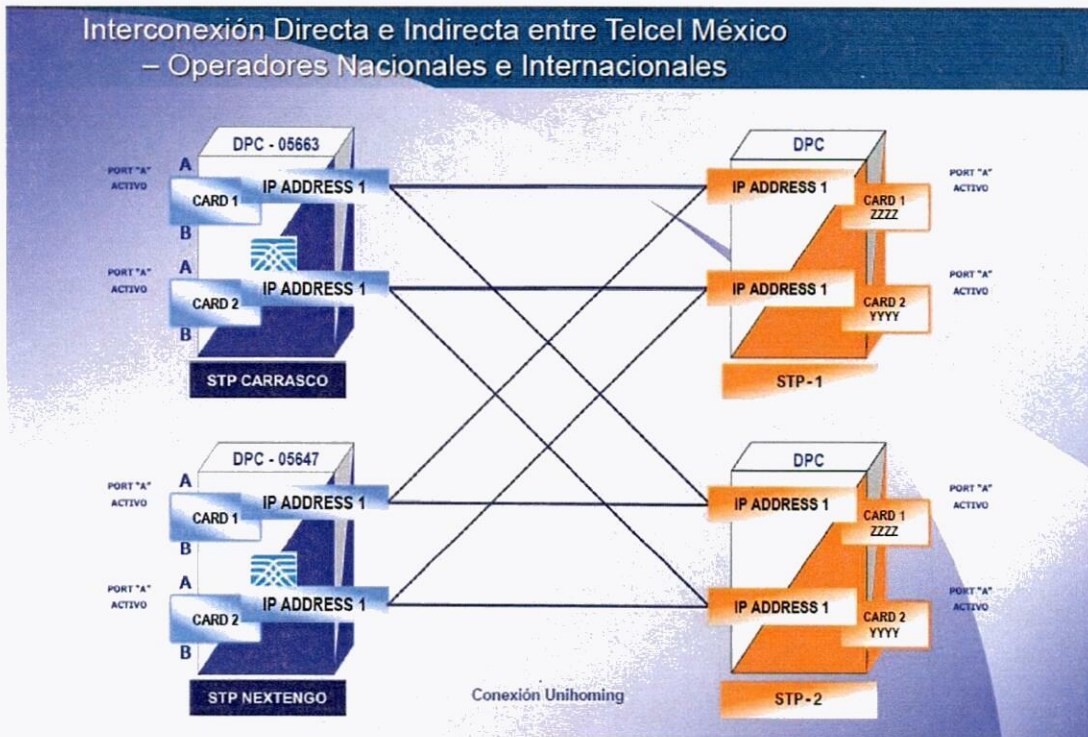 Interconexión Directa e Indirecta entre Telcel México
– Operadores Nacionales e Internacionales
DPC - 05663
A
PORT "A"
ACTIVO
CARD 1
IP ADDRESS 1
B
A
PORT "A"
ACTIVO
CARD 2
IP ADDRESS 1
B
STP CARRASCO
DPC
IP ADDRESS 1
CARD 1
ZZZZ
PORT "A"
ACTIVO
IP ADDRESS 1
CARD 2
YYYY
PORT "A"
ACTIVO
STP - 1
DPC - 05647
A
PORT "A"
ACTIVO
CARD 1
IP ADDRESS 1
B
A
PORT "A"
ACTIVO
CARD 2
IP ADDRESS 1
B
STP NEXTENGO
Conexión Unihoming
DPC
IP ADDRESS 1
CARD 1
ZZZZ
PORT "A"
ACTIVO
IP ADDRESS 1
CARD 2
YYYY
PORT "A"
ACTIVO
STP - 2